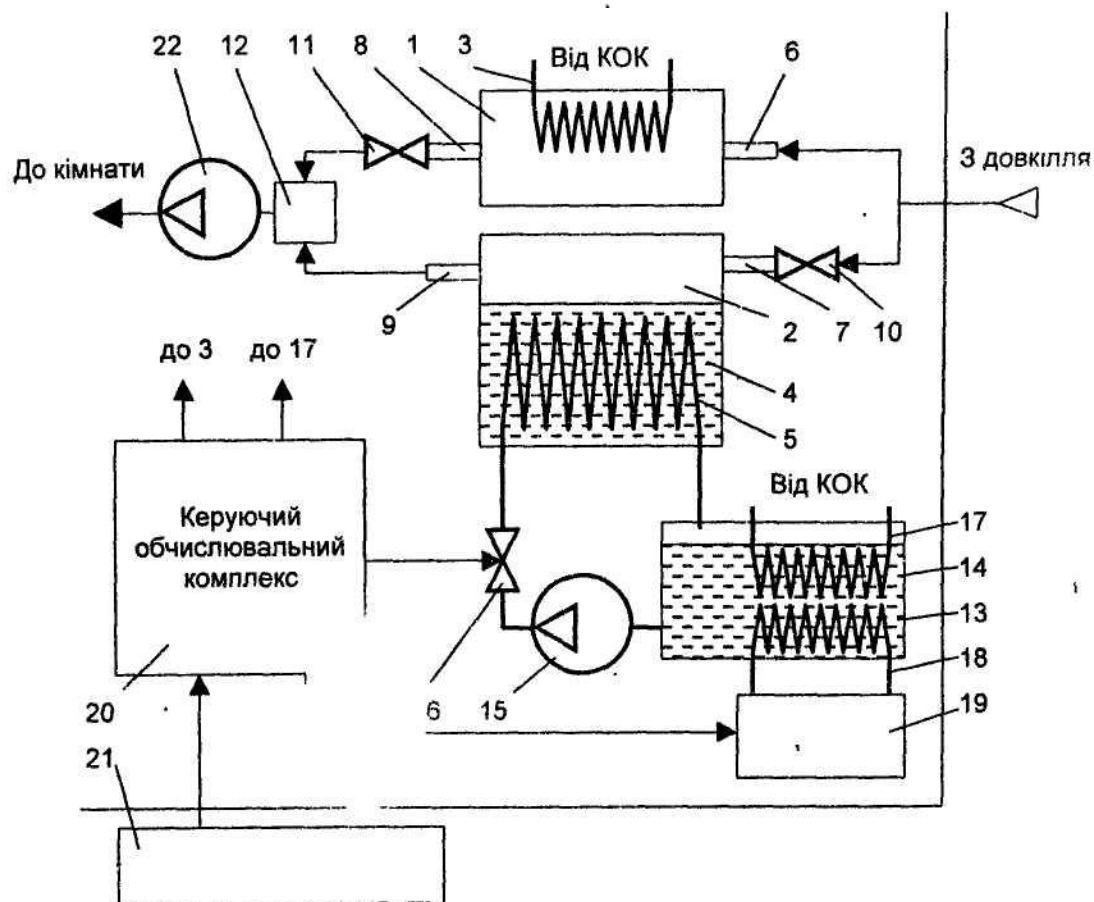 22 12 11 8 1 3 Від КОК 6
До кімнати
З довкілля
9 2 7 10
до 3 до 17
4
5
Керуючий
обчислювальний
комплекс
Від КОК
17
14
13
18
20 6 15 19
21